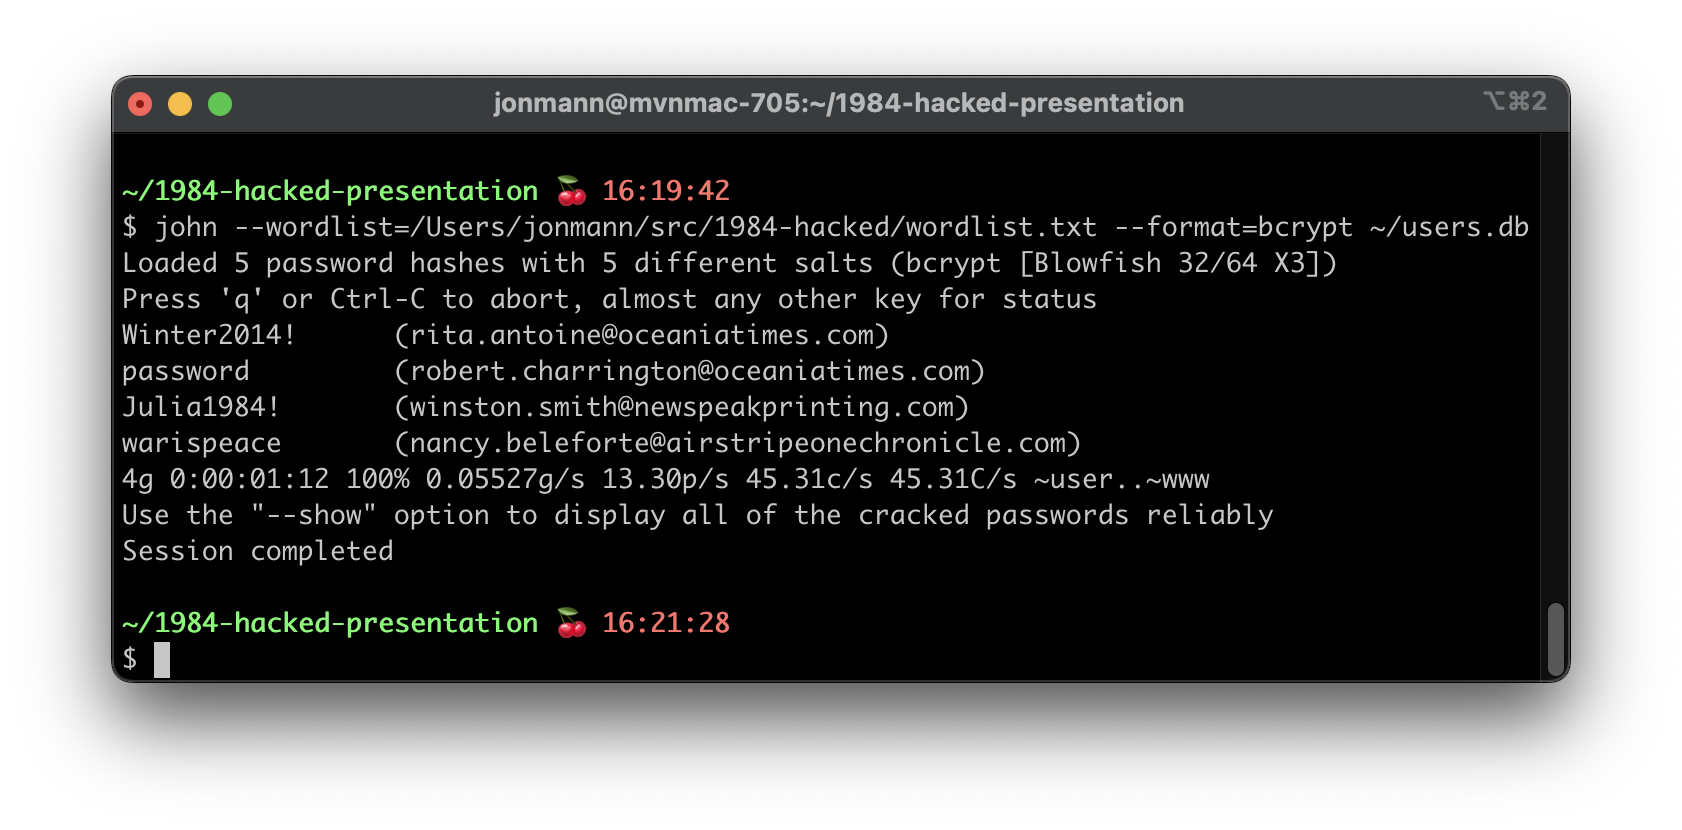 jonmann@mvnmac-705:~/1984-hacked-presentation ⌥⌘2
~/1984-hacked-presentation 🍒 16:19:42
$ john --wordlist=/Users/jonmann/src/1984-hacked/wordlist.txt --format=bcrypt ~/users.db
Loaded 5 password hashes with 5 different salts (bcrypt [Blowfish 32/64 X3])
Press 'q' or Ctrl-C to abort, almost any other key for status
Winter2014!      (rita.antoine@oceaniatimes.com)
password         (robert.charrington@oceaniatimes.com)
Julia1984!       (winston.smith@newspeakprinting.com)
warispeace       (nancy.beleforte@airstripeonechronicle.com)
4g 0:00:01:12 100% 0.05527g/s 13.30p/s 45.31c/s 45.31C/s ~user..~www
Use the "--show" option to display all of the cracked passwords reliably
Session completed
~/1984-hacked-presentation 🍒 16:21:28
$